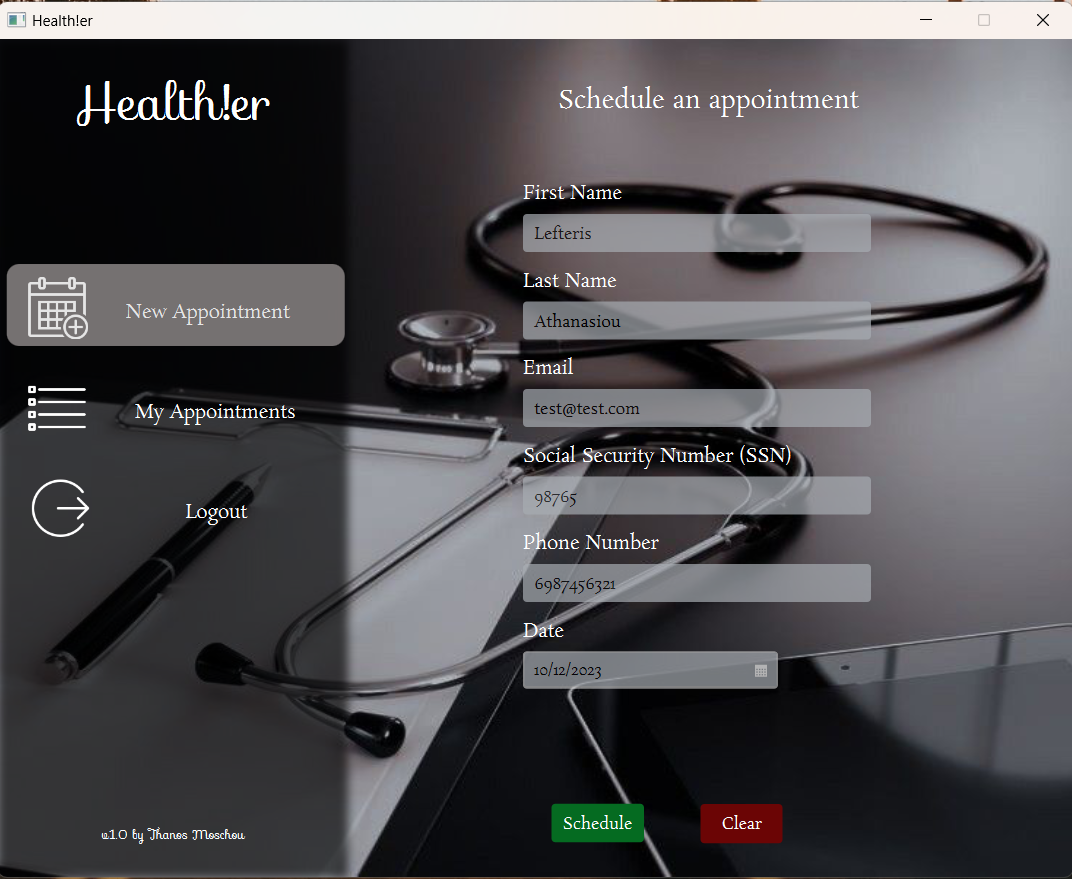 Health!er
Health!er
New Appointment
My Appointments
Logout
v1.0 by Thanos Moschou
Schedule an appointment
First Name
Lefteris
Last Name
Athanasiou
Email
test@test.com
Social Security Number (SSN)
98765
Phone Number
6987456321
Date
10/12/2023
Schedule
Clear